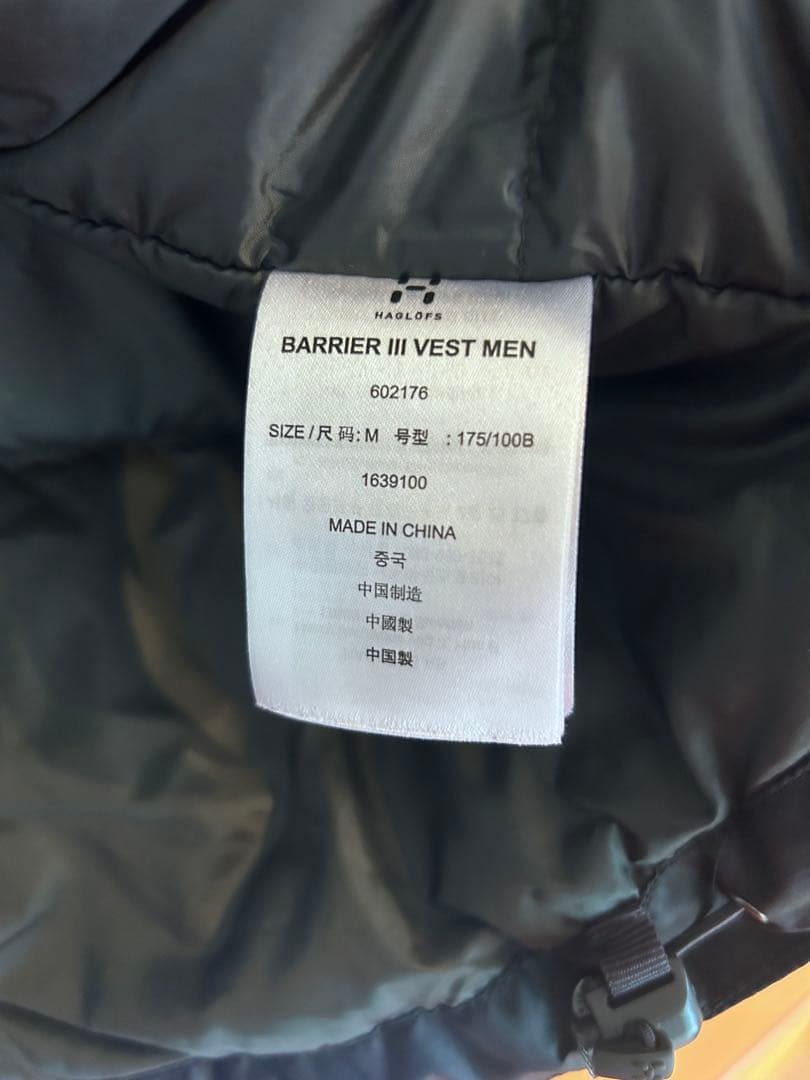 HAGLÖFS
BARRIER III VEST MEN
602176
SIZE/尺码:M 号型 :175/100B
1639100
MADE IN CHINA
중국
中国制造
中國製
中国製